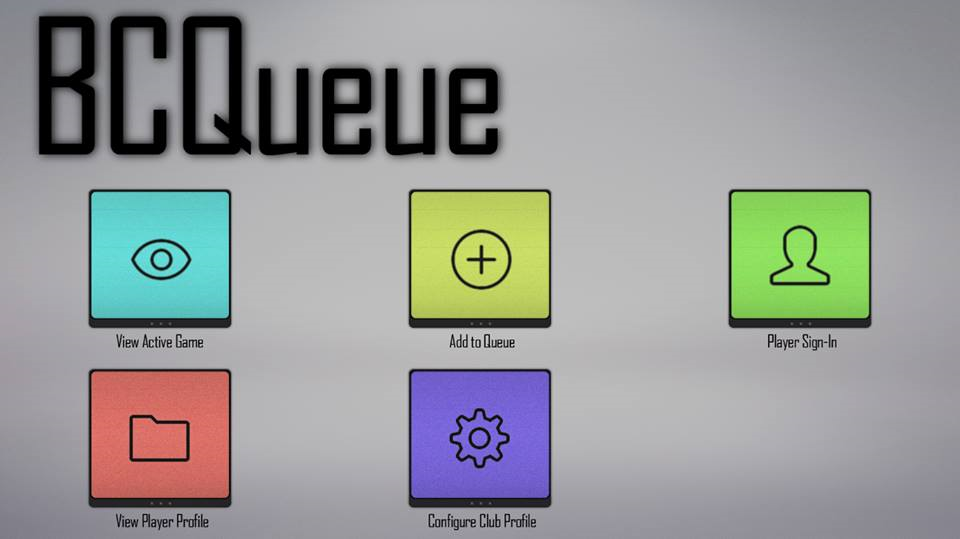 BCQueue
View Active Game
Add to Queue
Player Sign-In
View Player Profile
Configure Club Profile